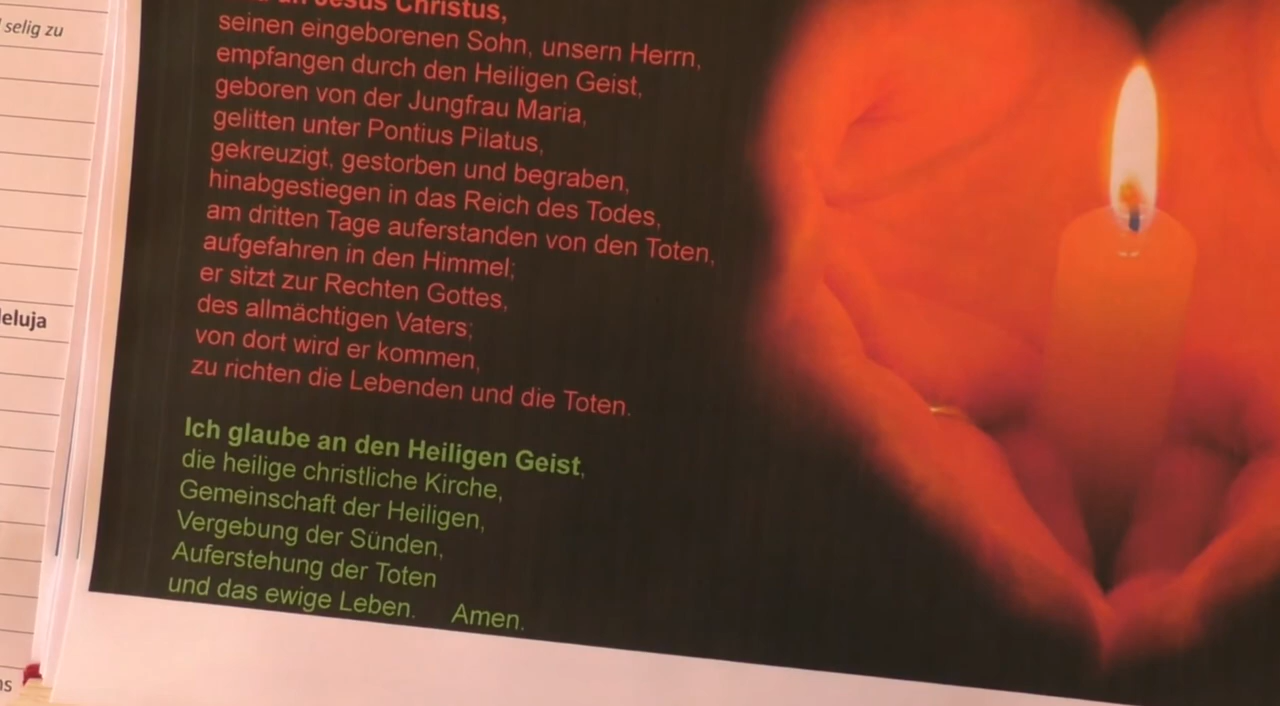 selig zu
eleluja
an Jesus Christus,
seinen eingeborenen Sohn, unsern Herrn,
empfangen durch den Heiligen Geist,
geboren von der Jungfrau Maria,
gelitten unter Pontius Pilatus,
gekreuzigt, gestorben und begraben,
hinabgestiegen in das Reich des Todes,
am dritten Tage auferstanden von den Toten,
aufgefahren in den Himmel;
er sitzt zur Rechten Gottes,
des allmächtigen Vaters;
von dort wird er kommen,
zu richten die Lebenden und die Toten.
Ich glaube an den Heiligen Geist,
die heilige christliche Kirche,
Gemeinschaft der Heiligen,
Vergebung der Sünden,
Auferstehung der Toten
und das ewige Leben. Amen.